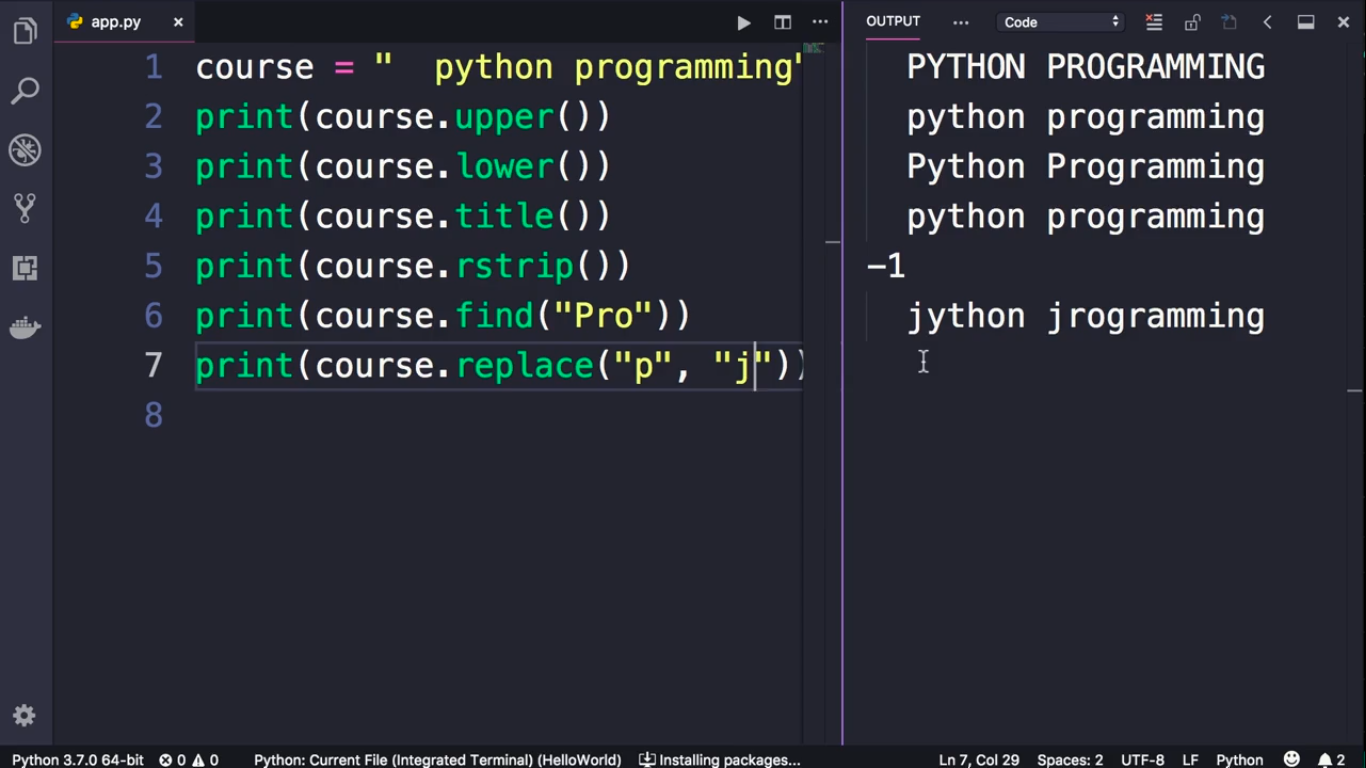 app.py
OUTPUT
Code
1 course = "  python programming"
2 print(course.upper())
3 print(course.lower())
4 print(course.title())
5 print(course.rstrip())
6 print(course.find("Pro"))
7 print(course.replace("p", "j"))
8
PYTHON PROGRAMMING
python programming
Python Programming
python programming
-1
jython jrogramming
Python 3.7.0 64-bit 0 0 Python: Current File (Integrated Terminal) (HelloWorld) Installing packages... Ln 7, Col 29 Spaces: 2 UTF-8 LF Python 2